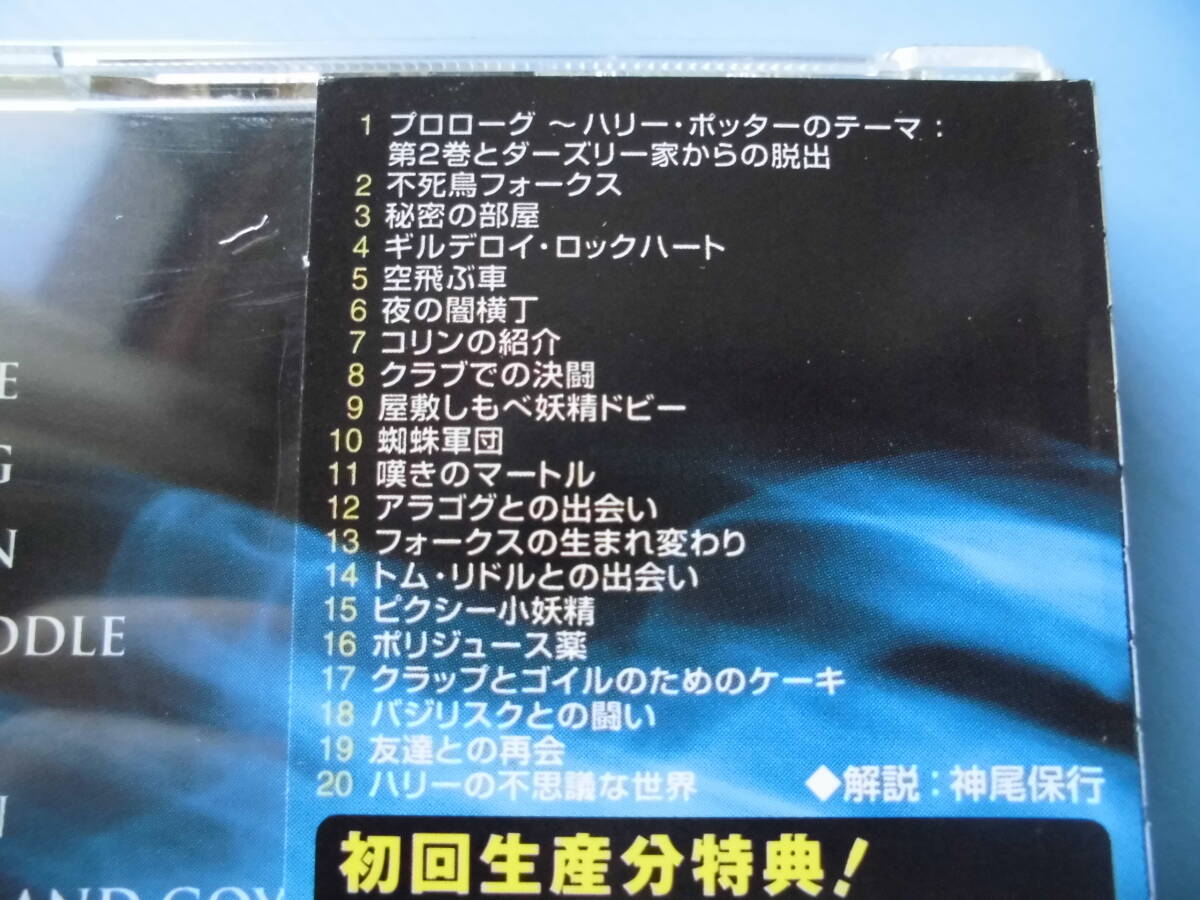 1 プロローグ ～ハリー・ポッターのテーマ：
第2巻とダーズリー家からの脱出
2 不死鳥フォークス
3 秘密の部屋
4 ギルデロイ・ロックハート
5 空飛ぶ車
6 夜の闇横丁
7 コリンの紹介
8 クラブでの決闘
9 屋敷しもべ妖精ドビー
10 蜘蛛軍団
11 嘆きのマートル
12 アラゴグとの出会い
13 フォークスの生まれ変わり
14 トム・リドルとの出会い
15 ピクシー小妖精
16 ポリジュース薬
17 クラップとゴイルのためのケーキ
18 バジリスクとの闘い
19 友達との再会
20 ハリーの不思議な世界 ◆解説：神尾保行
初回生産分特典！
E
G
N
DDLE
AND GOY